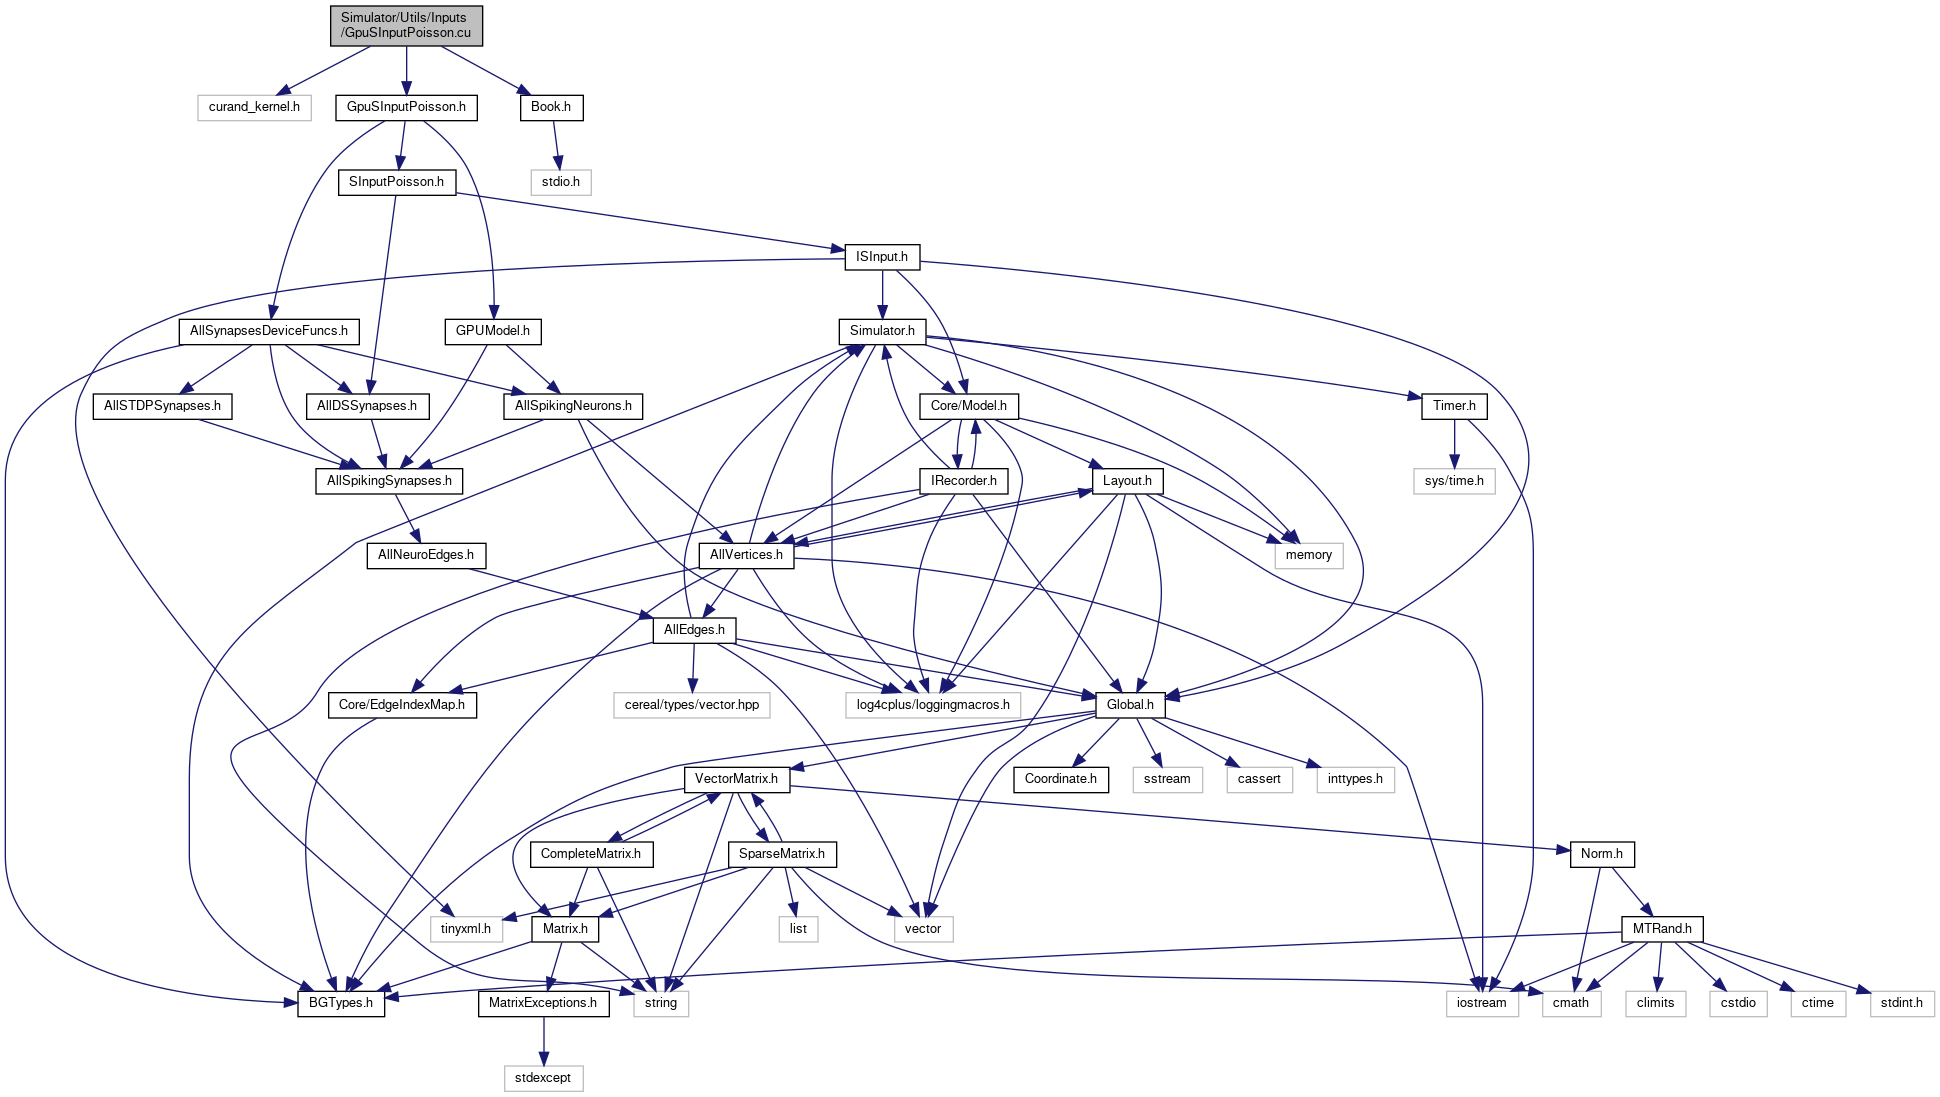 Simulator/Utils/Inputs
/GpuSInputPoisson.cu
curand_kernel.h
GpuSInputPoisson.h
Book.h
SInputPoisson.h
stdio.h
ISInput.h
AllSynapsesDeviceFuncs.h
GPUModel.h
Simulator.h
AllSTDPSynapses.h
AllDSSynapses.h
AllSpikingNeurons.h
Core/Model.h
Timer.h
AllSpikingSynapses.h
IRecorder.h
Layout.h
sys/time.h
AllNeuroEdges.h
AllVertices.h
memory
AllEdges.h
Core/EdgeIndexMap.h
cereal/types/vector.hpp
log4cplus/loggingmacros.h
Global.h
VectorMatrix.h
Coordinate.h
sstream
cassert
inttypes.h
CompleteMatrix.h
SparseMatrix.h
Norm.h
tinyxml.h
Matrix.h
list
vector
MTRand.h
BGTypes.h
MatrixExceptions.h
string
iostream
cmath
climits
cstdio
ctime
stdint.h
stdexcept